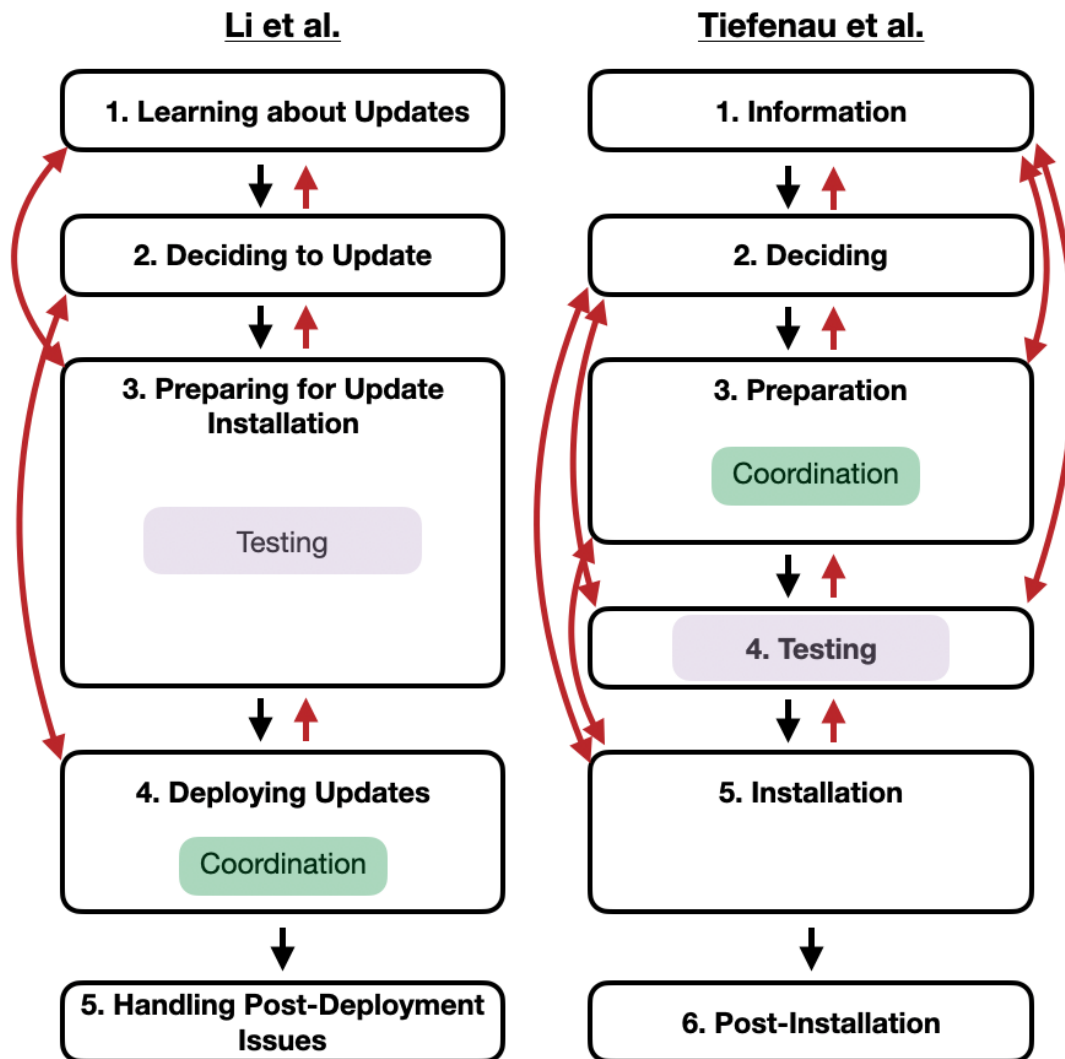 Li et al.
1. Learning about Updates
2. Deciding to Update
3. Preparing for Update
Installation
Testing
4. Deploying Updates
Coordination
5. Handling Post-Deployment
Issues
Tiefenau et al.
1. Information
2. Deciding
3. Preparation
Coordination
4. Testing
5. Installation
6. Post-Installation